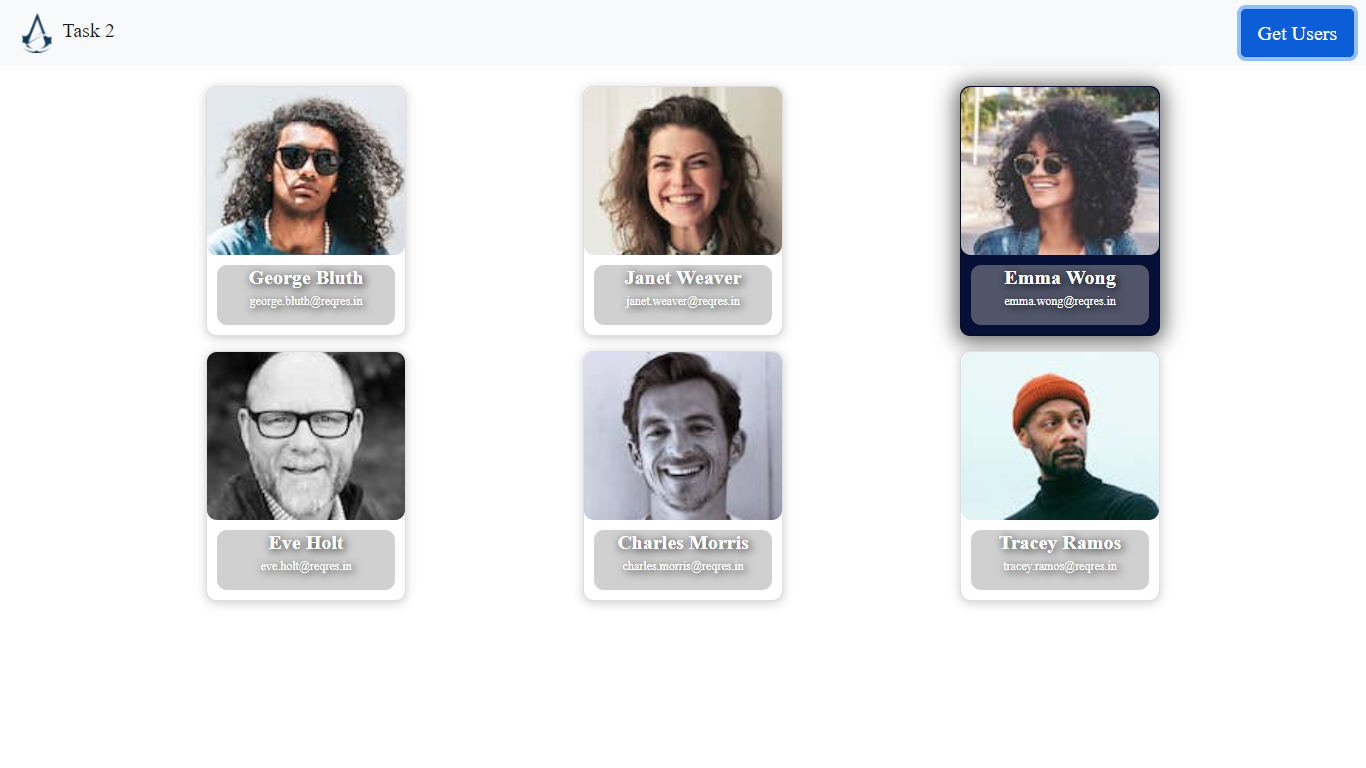 Task 2
Get Users
George Bluth
george.bluth@reqres.in
Janet Weaver
janet.weaver@reqres.in
Emma Wong
emma.wong@reqres.in
Eve Holt
eve.holt@reqres.in
Charles Morris
charles.morris@reqres.in
Tracey Ramos
tracey.ramos@reqres.in